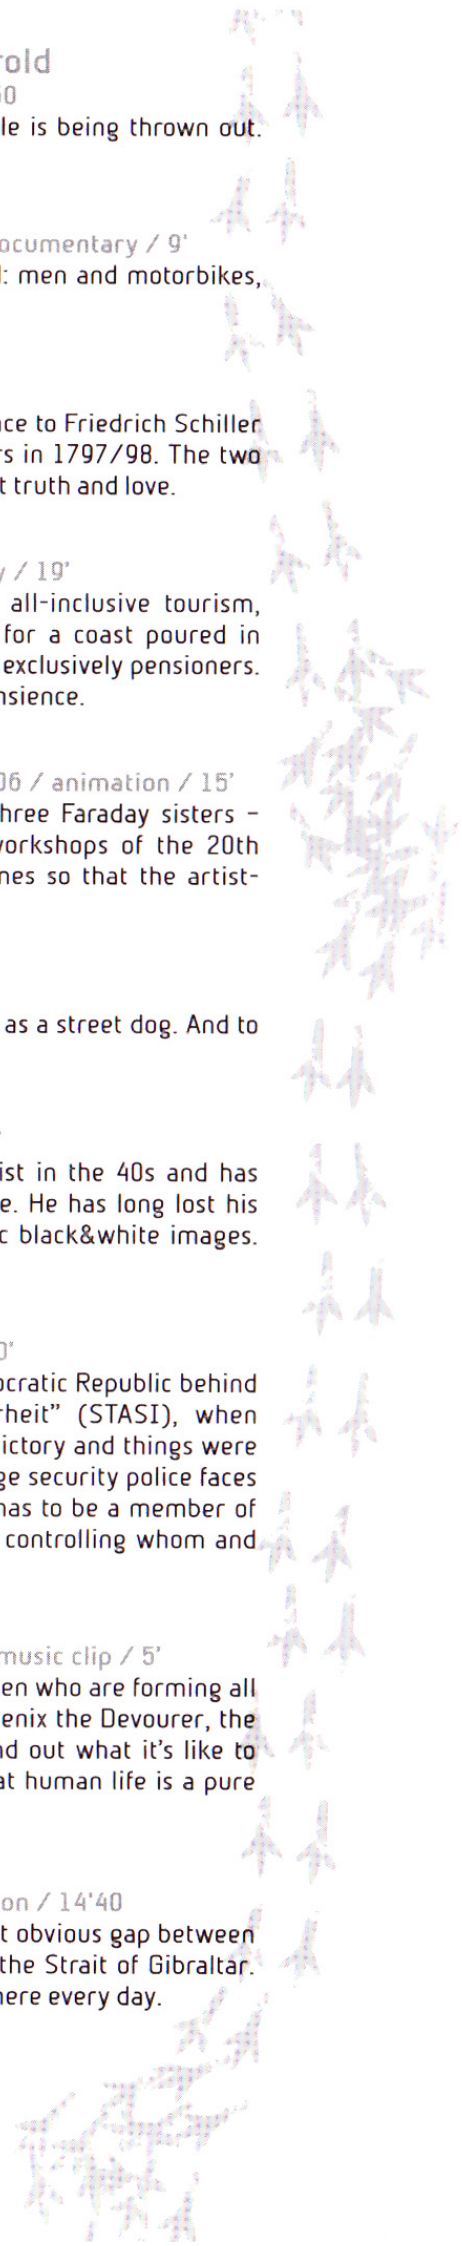 rold
50
le is being thrown out.
ocumentary / 9'
: men and motorbikes,
ce to Friedrich Schiller
rs in 1797/98. The two
t truth and love.
y / 19'
all-inclusive tourism,
for a coast poured in
exclusively pensioners.
nsience.
06 / animation / 15'
hree Faraday sisters –
workshops of the 20th
nes so that the artist-
as a street dog. And to
ist in the 40s and has
e. He has long lost his
c black&white images.
0'
ocratic Republic behind
rheit" (STASI), when
ictory and things were
ge security police faces
has to be a member of
controlling whom and
music clip / 5'
en who are forming all
enix the Devourer, the
nd out what it's like to
at human life is a pure
on / 14'40
t obvious gap between
the Strait of Gibraltar.
here every day.